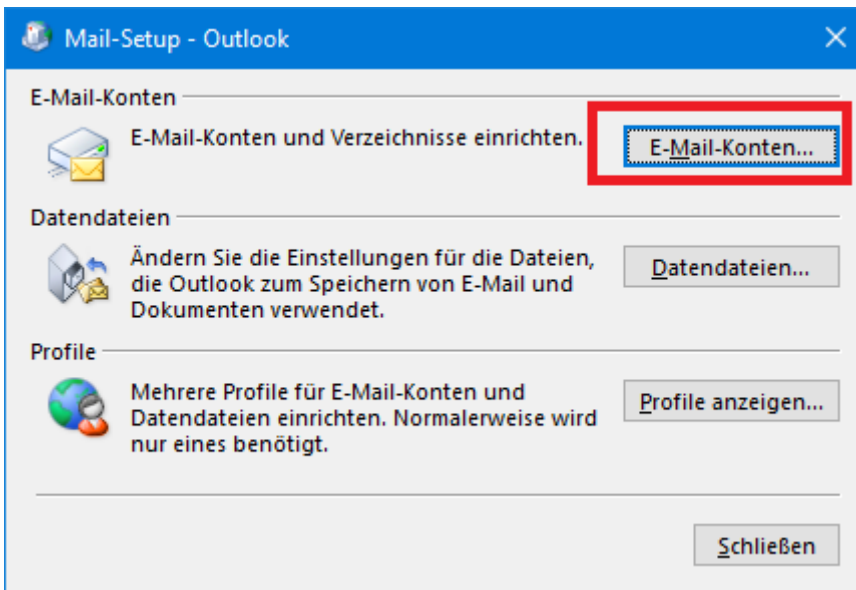 Mail-Setup - Outlook
E-Mail-Konten
E-Mail-Konten und Verzeichnisse einrichten.
E-Mail-Konten...
Datendateien
Ändern Sie die Einstellungen für die Dateien,
die Outlook zum Speichern von E-Mail und
Dokumenten verwendet.
Datendateien...
Profile
Mehrere Profile für E-Mail-Konten und
Datendateien einrichten. Normalerweise wird
nur eines benötigt.
Profile anzeigen...
Schließen